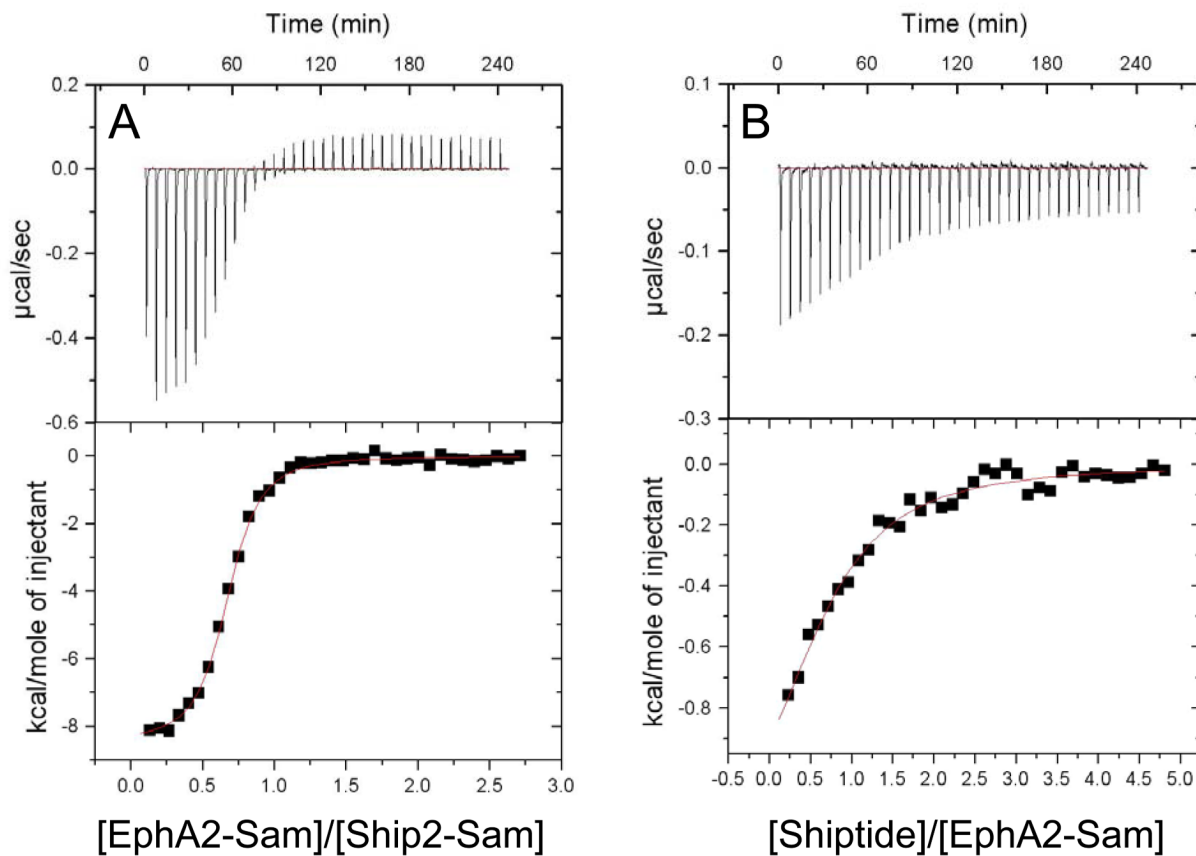 Time (min)
0 60 120 180 240
0.2
0.0
-0.2
-0.4
-0.6
µcal/sec
A
0
-2
-4
-6
-8
kcal/mole of injectant
0.0 0.5 1.0 1.5 2.0 2.5 3.0
[EphA2-Sam]/[Ship2-Sam]
Time (min)
0 60 120 180 240
0.1
0.0
-0.1
-0.2
-0.3
µcal/sec
B
0.0
-0.2
-0.4
-0.6
-0.8
kcal/mole of injectant
-0.5 0.0 0.5 1.0 1.5 2.0 2.5 3.0 3.5 4.0 4.5 5.0
[Shiptide]/[EphA2-Sam]